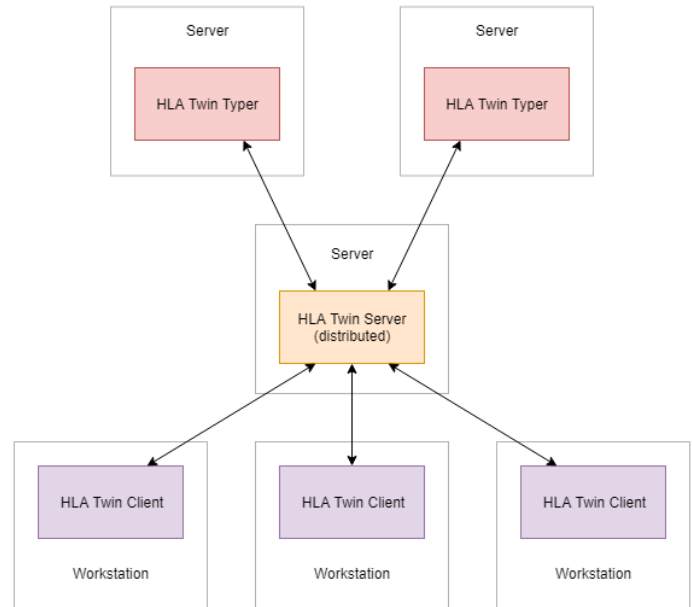 Server
Server
HLA Twin Typer
HLA Twin Typer
Server
HLA Twin Server
(distributed)
HLA Twin Client
HLA Twin Client
HLA Twin Client
Workstation
Workstation
Workstation